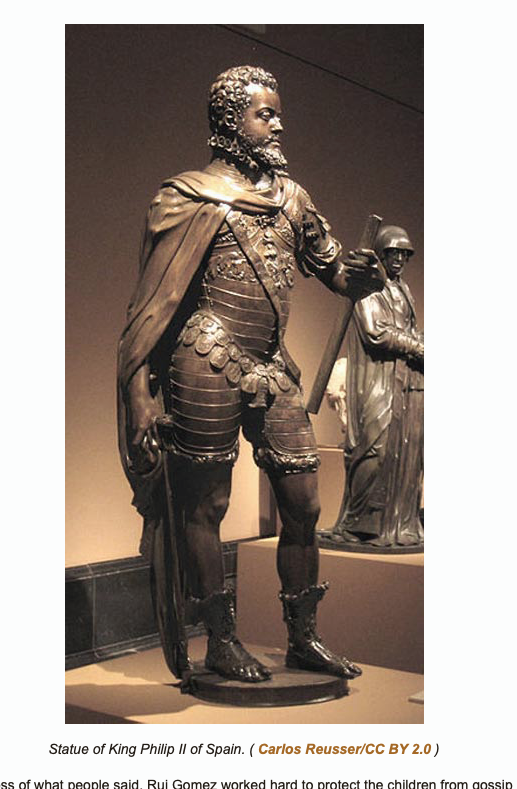 Statue of King Philip II of Spain. ( Carlos Reusser/CC BY 2.0 )
of what people said, Rui Gomez worked hard to protect the children from gossip